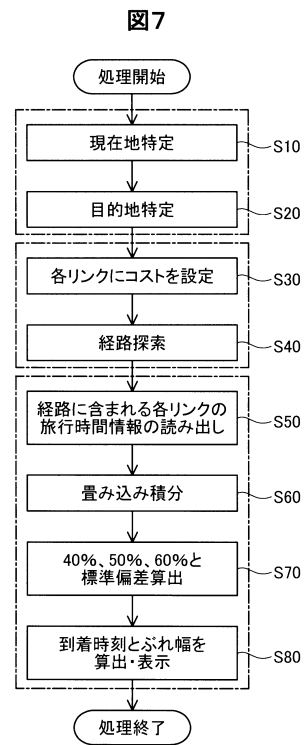 図7
処理開始
現在地特定
S10
目的地特定
S20
各リンクにコストを設定
S30
経路探索
S40
経路に含まれる各リンクの
旅行時間情報の読み出し
S50
畳み込み積分
S60
40%、50%、60%と
標準偏差算出
S70
到着時刻とぶれ幅を
算出・表示
S80
処理終了